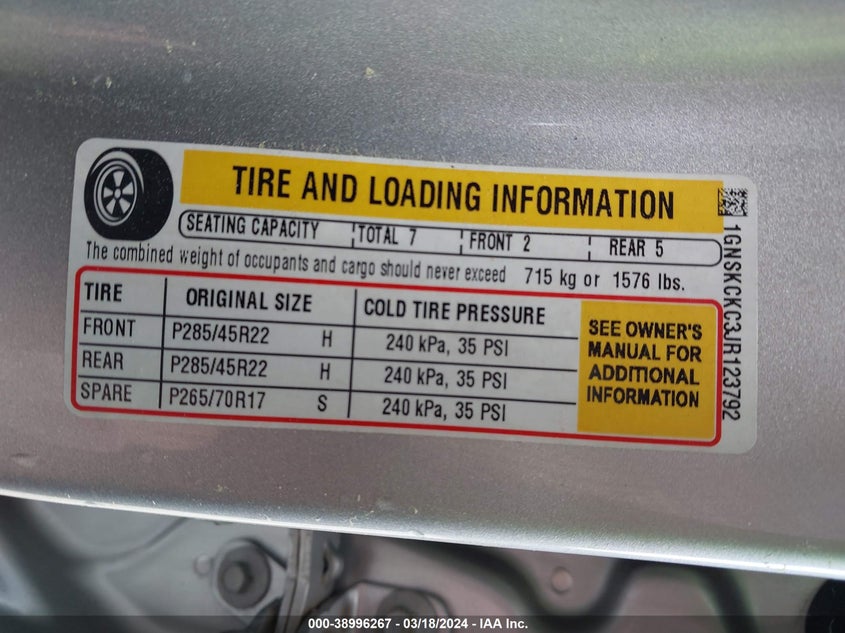 TIRE AND LOADING INFORMATION
SEATING CAPACITY TOTAL 7 FRONT 2 REAR 5
The combined weight of occupants and cargo should never exceed 715 kg or 1576 lbs.
TIRE ORIGINAL SIZE COLD TIRE PRESSURE
FRONT P285/45R22 H 240 kPa, 35 PSI
REAR P285/45R22 H 240 kPa, 35 PSI
SPARE P265/70R17 S 240 kPa, 35 PSI
SEE OWNER'S
MANUAL FOR
ADDITIONAL
INFORMATION
1GNSKCKC3JR123792
000-38996267 - 03/18/2024 - IAA Inc.